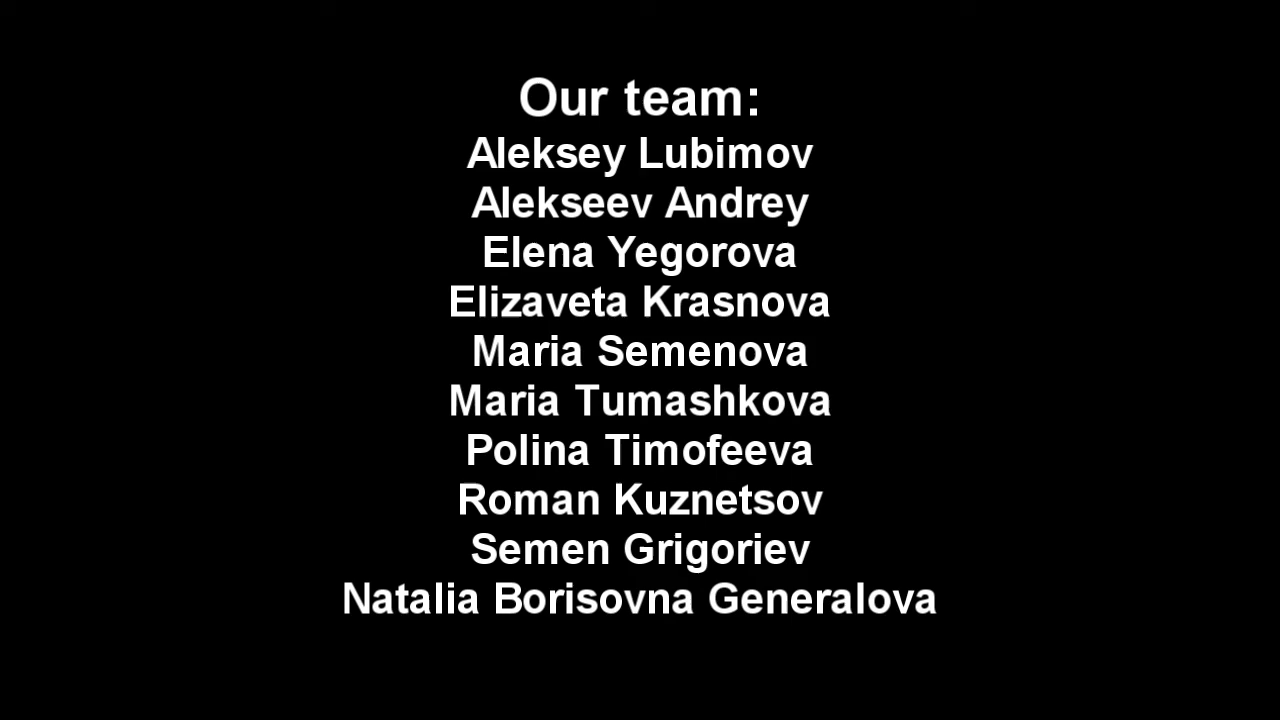 Our team:
Aleksey Lubimov
Alekseev Andrey
Elena Yegorova
Elizaveta Krasnova
Maria Semenova
Maria Tumashkova
Polina Timofeeva
Roman Kuznetsov
Semen Grigoriev
Natalia Borisovna Generalova